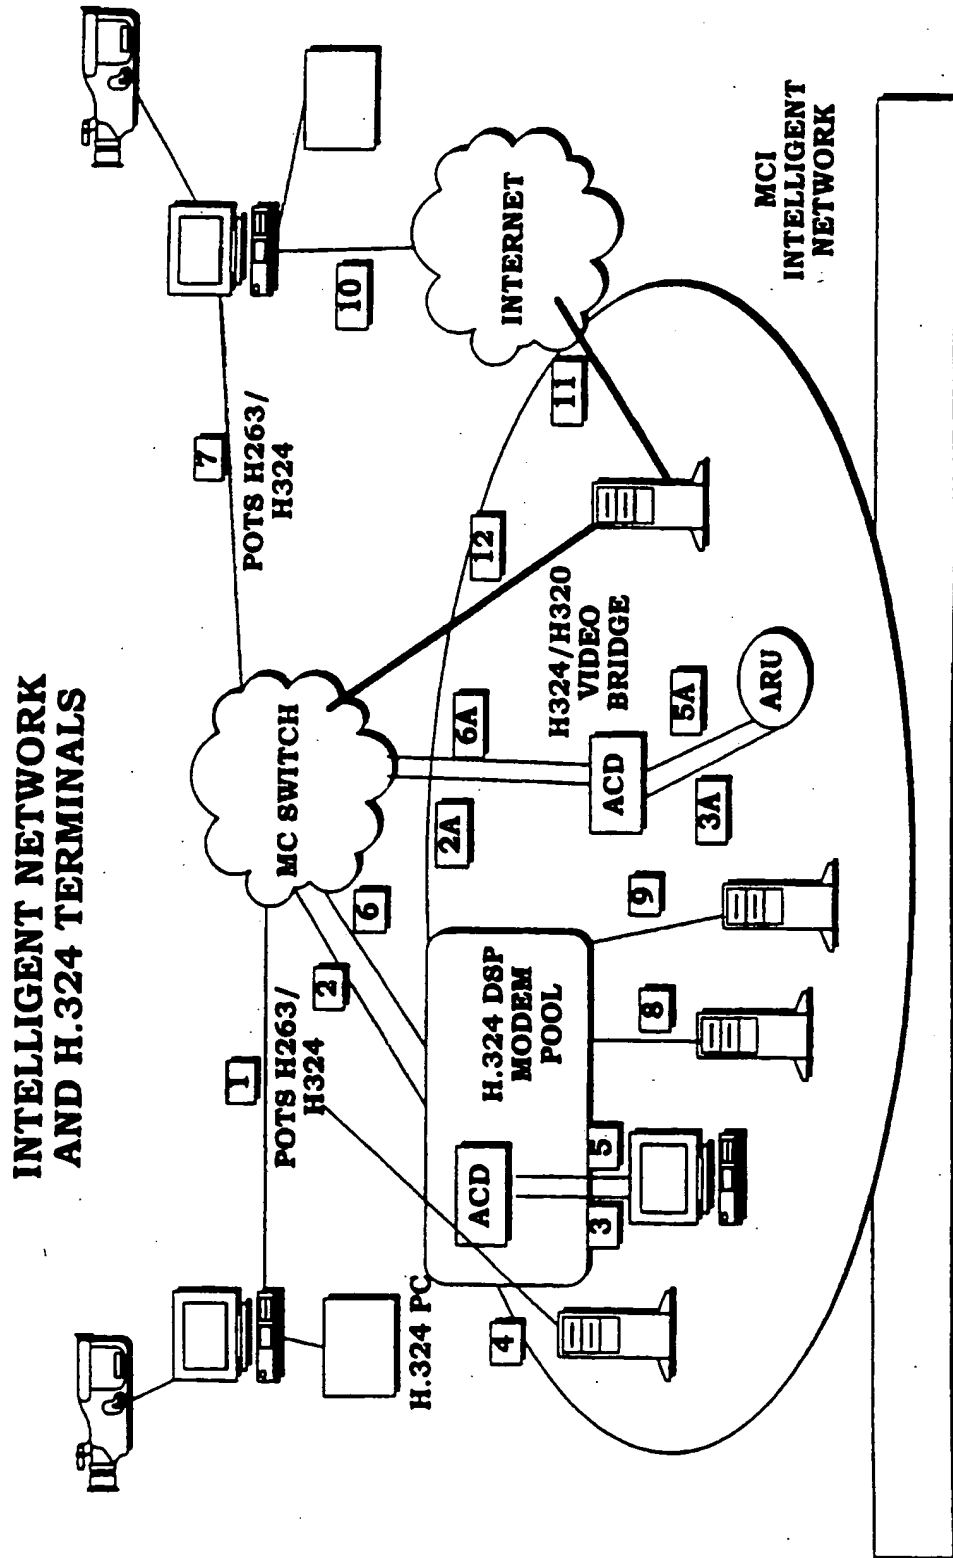 INTELLIGENT NETWORK
AND H.324 TERMINALS
1
POTS H263/
H324
7
POTS H263/
H324
MC SWITCH
H.324 PC
2
6
10
INTERNET
4
ACD
H.324 DSP
MODEM
POOL
2A
6A
12
11
3
5
8
9
ACD
3A
5A
ARU
H324/H320
VIDEO
BRIDGE
MCI
INTELLIGENT
NETWORK